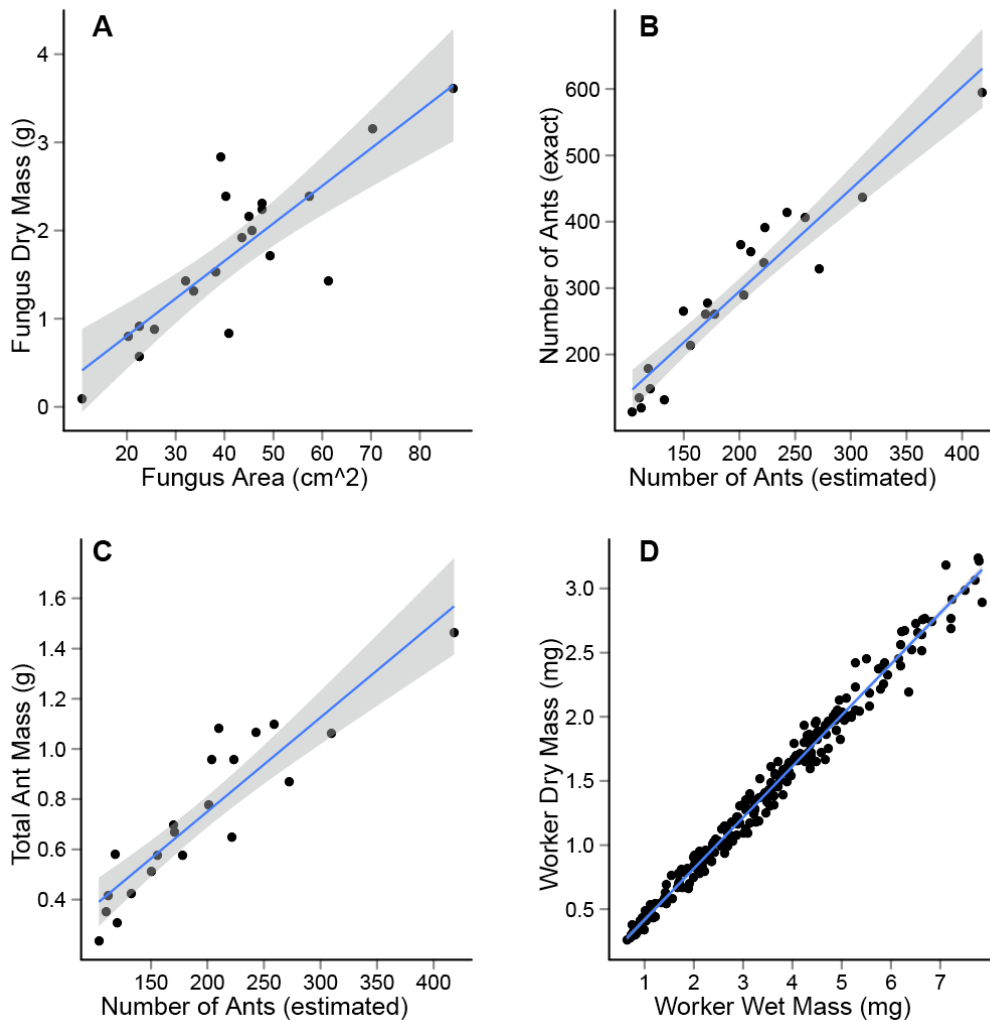 A
Fungus Dry Mass (g)
4
3
2
1
0
20 30 40 50 60 70 80
Fungus Area (cm^2)
B
Number of Ants (exact)
600
500
400
300
200
150 200 250 300 350 400
Number of Ants (estimated)
C
Total Ant Mass (g)
1.6
1.4
1.2
1.0
0.8
0.6
0.4
150 200 250 300 350 400
Number of Ants (estimated)
D
Worker Dry Mass (mg)
3.0
2.5
2.0
1.5
1.0
0.5
1 2 3 4 5 6 7
Worker Wet Mass (mg)